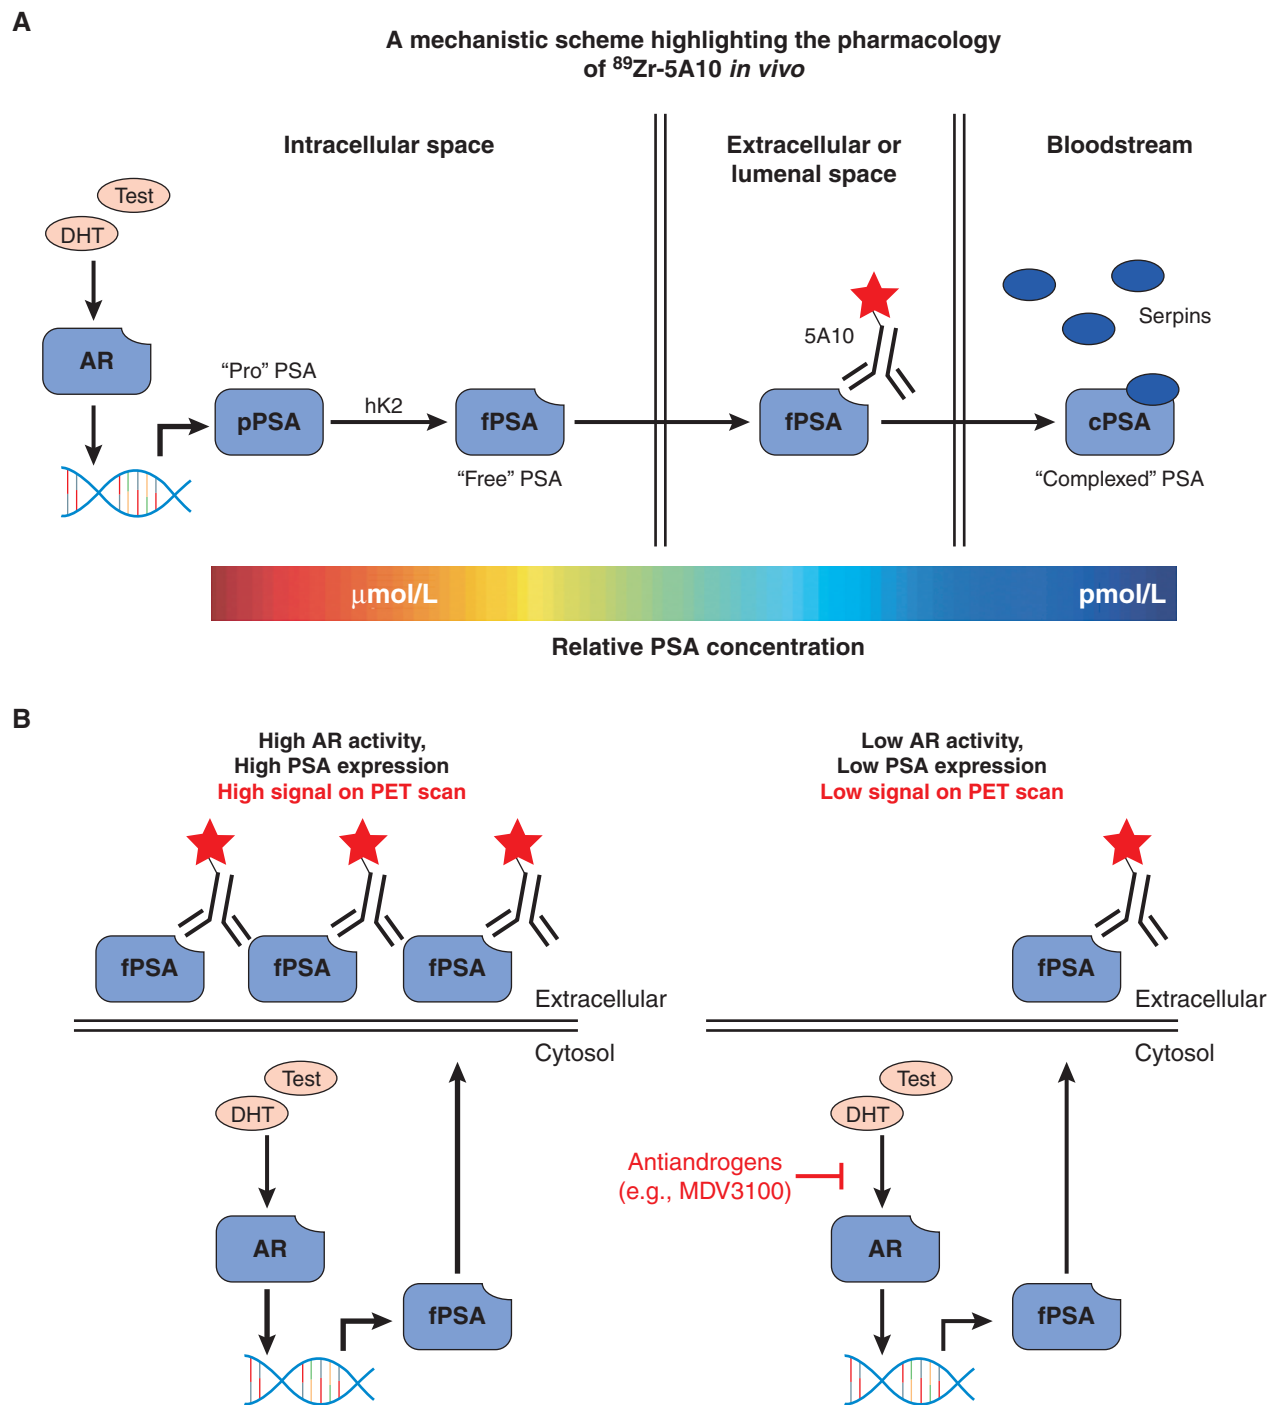 A
A mechanistic scheme highlighting the pharmacology
of ⁸⁹Zr-5A10 in vivo
Intracellular space
Extracellular or
lumenal space
Bloodstream
Test
DHT
AR
"Pro" PSA
pPSA
hK2
fPSA
"Free" PSA
5A10
fPSA
Serpins
cPSA
"Complexed" PSA
μmol/L
pmol/L
Relative PSA concentration
B
High AR activity,
High PSA expression
High signal on PET scan
fPSA
fPSA
fPSA
Extracellular
Cytosol
Test
DHT
AR
fPSA
Low AR activity,
Low PSA expression
Low signal on PET scan
fPSA
Extracellular
Cytosol
Test
DHT
Antiandrogens
(e.g., MDV3100)
AR
fPSA